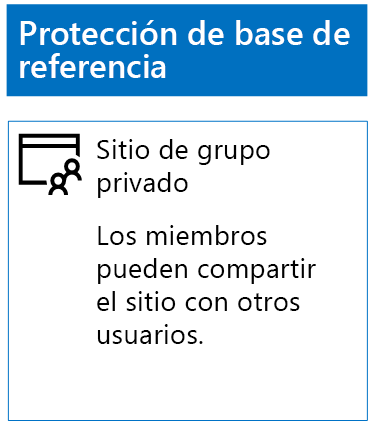 Protección de base de
referencia
Sitio de grupo
privado
Los miembros
pueden compartir
el sitio con otros
usuarios.